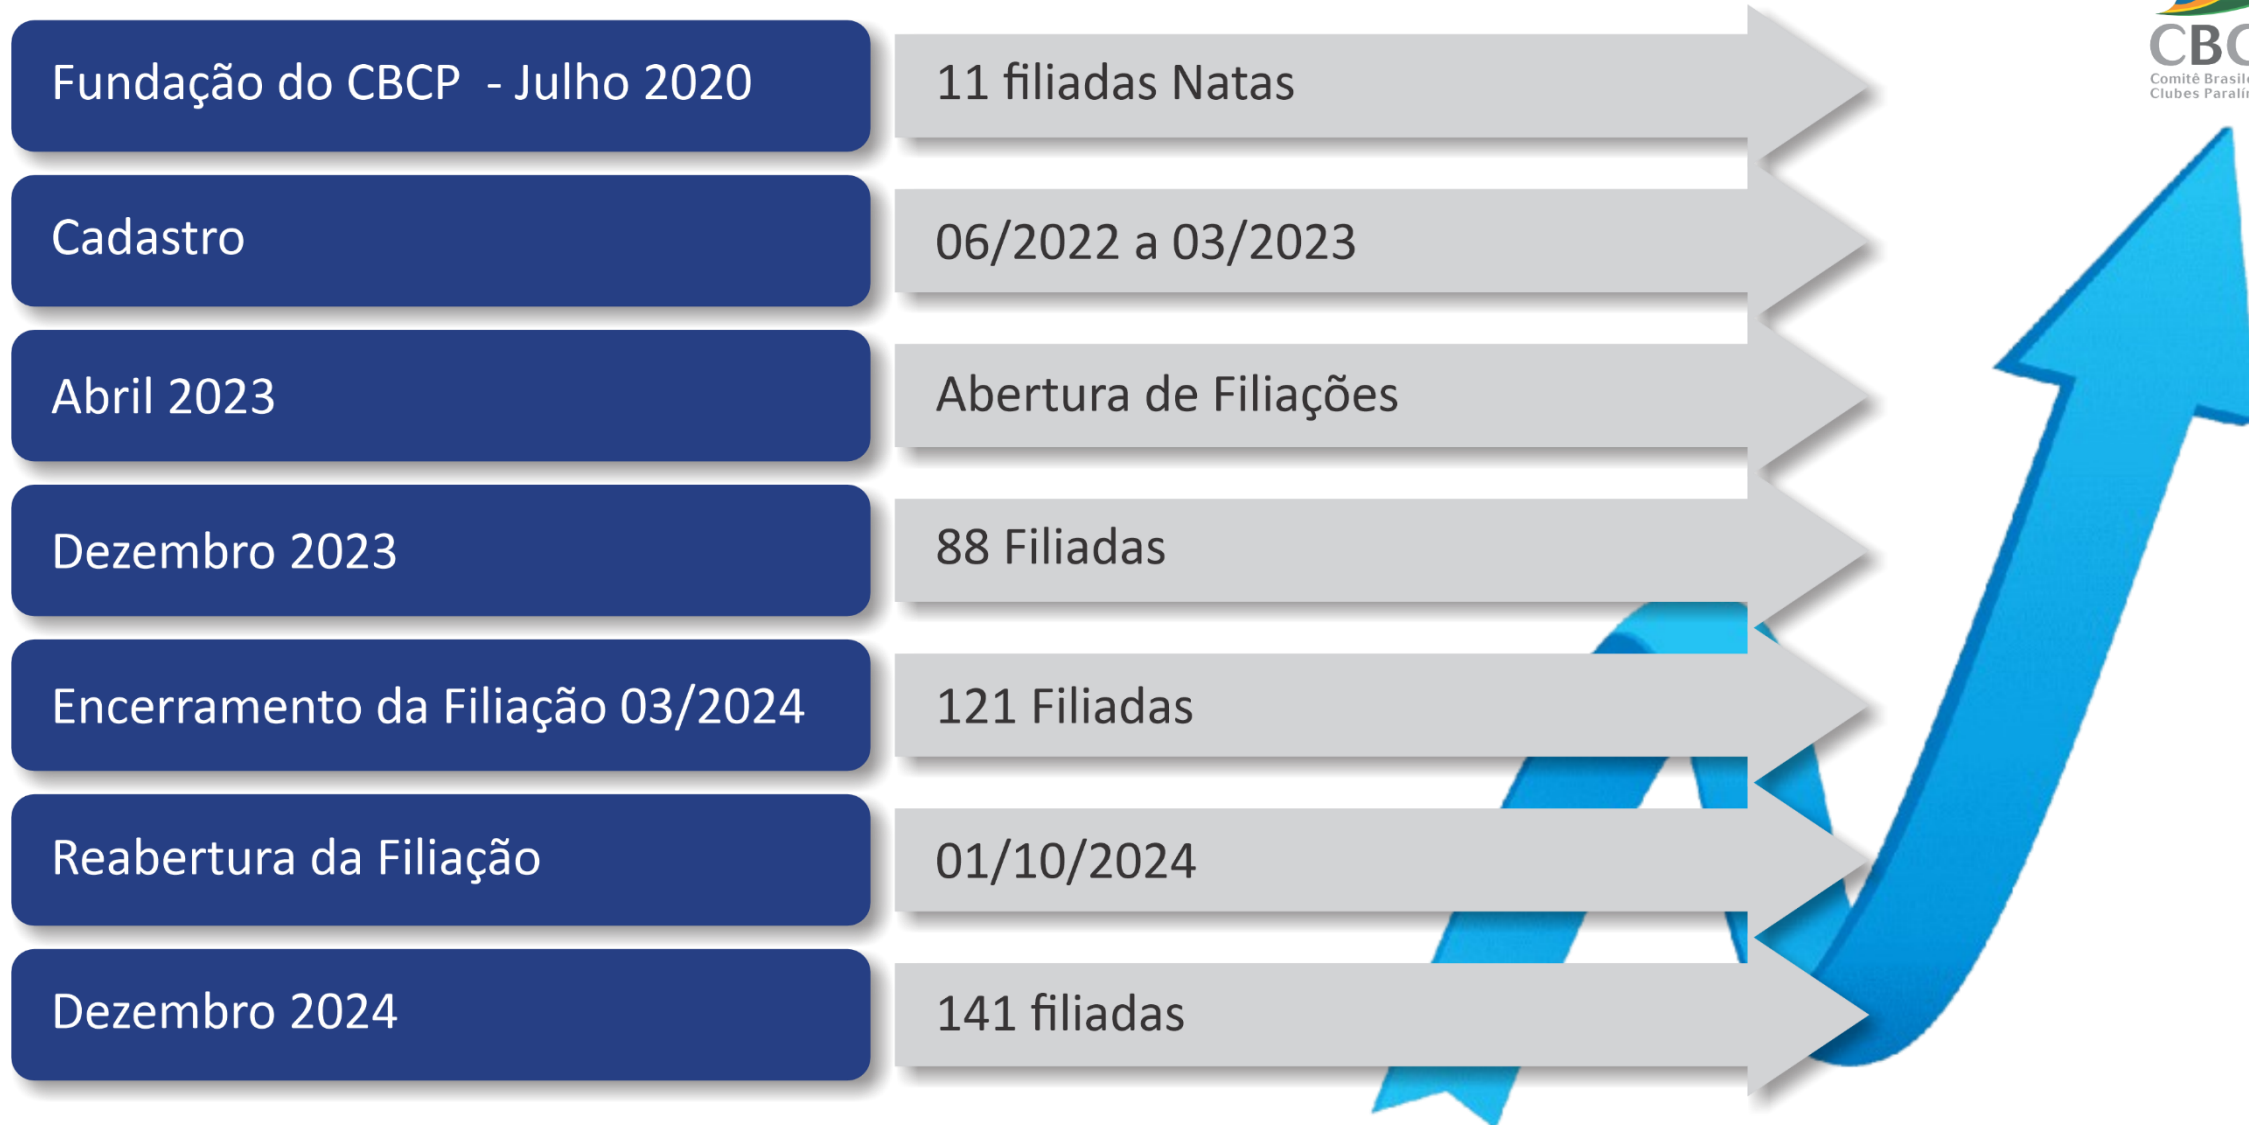 Fundação do CBCP - Julho 2020
11 filiadas Natas
Cadastro
06/2022 a 03/2023
Abril 2023
Abertura de Filiações
Dezembro 2023
88 Filiadas
Encerramento da Filiação 03/2024
121 Filiadas
Reabertura da Filiação
01/10/2024
Dezembro 2024
141 filiadas
CBC
Comitê
Clubes